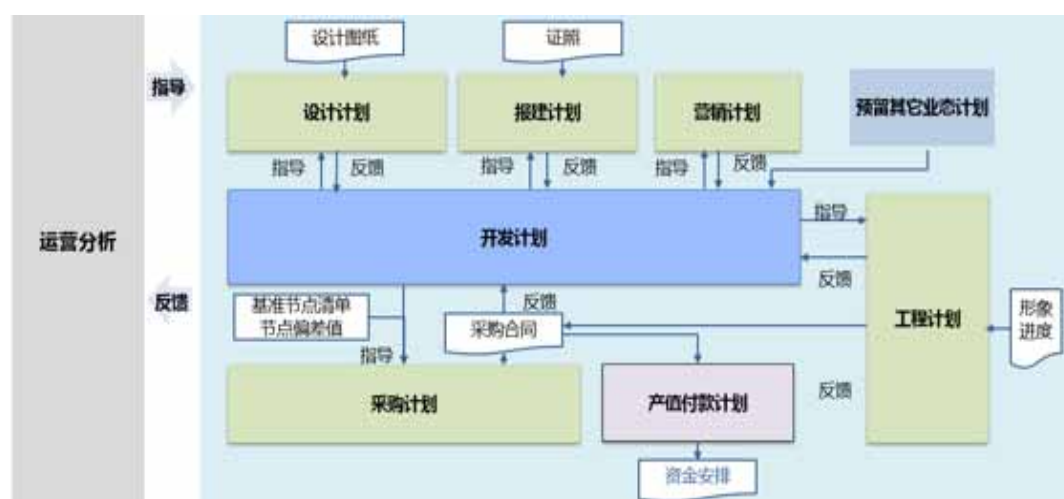 设计图纸
证照
指导
设计计划
报建计划
营销计划
预留其它业态计划
指导
反馈
指导
反馈
指导
反馈
运营分析
开发计划
指导
反馈
反馈
基准节点清单
节点偏差值
反馈
采购合同
工程计划
形象
进度
指导
采购计划
产值付款计划
反馈
资金安排